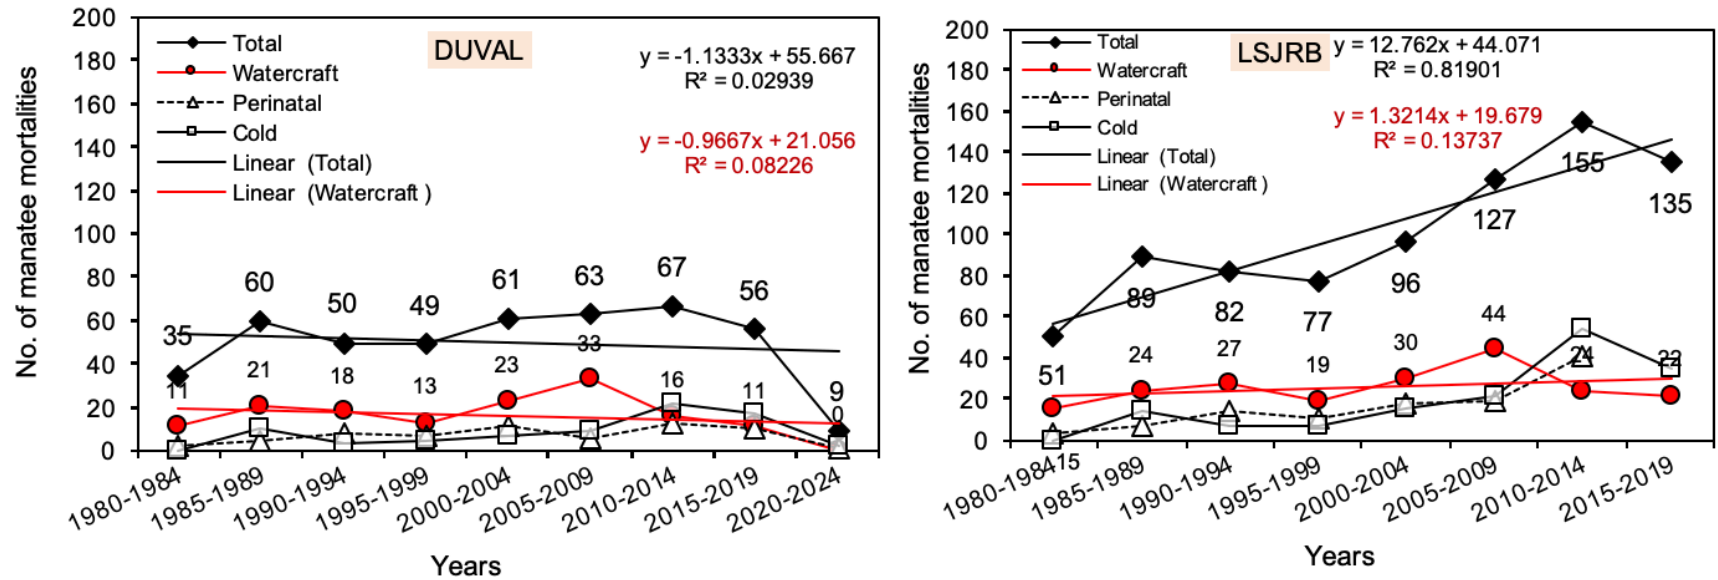 DUVAL
No. of manatee mortalities
200
180
160
140
120
100
80
60
40
20
0
Total
Watercraft
Perinatal
Cold
Linear (Total)
Linear (Watercraft )
y = -1.1333x + 55.667
R² = 0.02939
y = -0.9667x + 21.056
R² = 0.08226
35
60
50
49
61
63
67
56
9
11
21
18
13
23
33
16
11
0
1980-1984
1985-1989
1990-1994
1995-1999
2000-2004
2005-2009
2010-2014
2015-2019
2020-2024
Years
LSJRB
No. of manatee mortalities
200
180
160
140
120
100
80
60
40
20
0
Total
Watercraft
Perinatal
Cold
Linear (Total)
Linear (Watercraft )
y = 12.762x + 44.071
R² = 0.81901
y = 1.3214x + 19.679
R² = 0.13737
51
89
82
77
96
127
155
135
15
24
27
19
30
44
24
22
1980-1984
1985-1989
1990-1994
1995-1999
2000-2004
2005-2009
2010-2014
2015-2019
Years